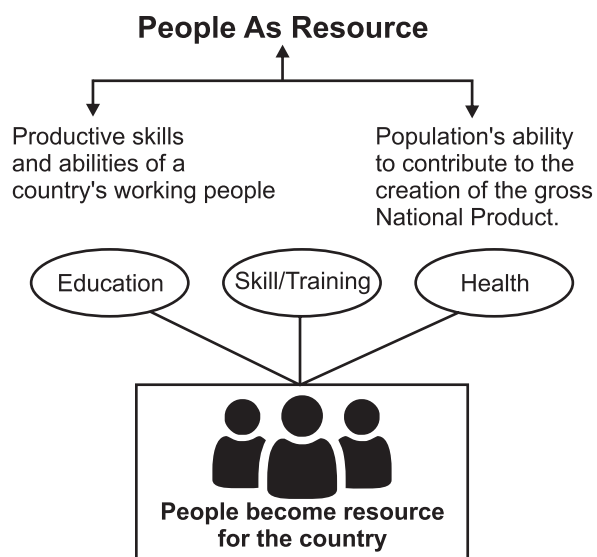 People As Resource
Productive skills
and abilities of a
country's working people
Population's ability
to contribute to the
creation of the gross
National Product.
Education
Skill/Training
Health
People become resource
for the country